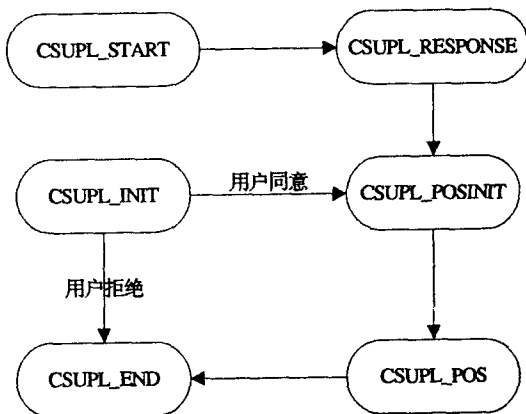 CSUPL_START
CSUPL_RESPONSE
CSUPL_INIT
用户同意
CSUPL_POSINIT
用户拒绝
CSUPL_END
CSUPL_POS